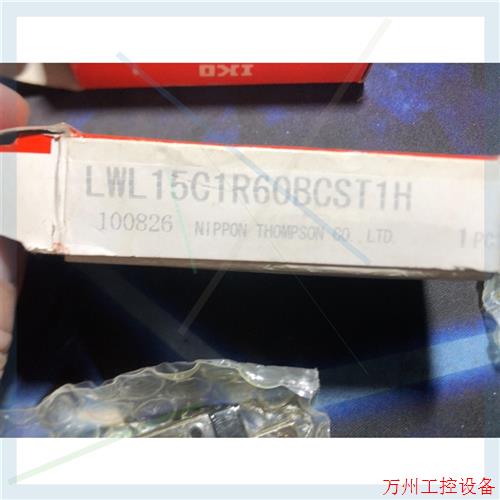 IKO
LWL15C1R60BCST1H
100826 NIPPON THOMPSON CO.,LTD. 1PC
万州工控设备